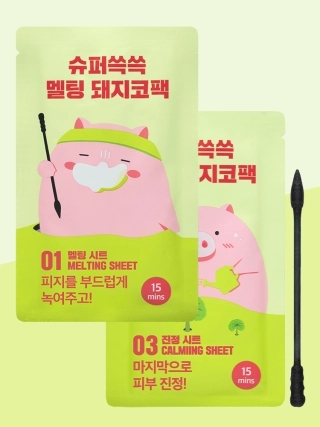 슈퍼쏙쏙
멜팅 돼지코팩
01 멜팅 시트
MELTING SHEET
피지를 부드럽게
녹여주고!
15
mins
쏙쏙
지코팩
03 진정 시트
CALMIING SHEET
마지막으로
피부 진정!
15
mins